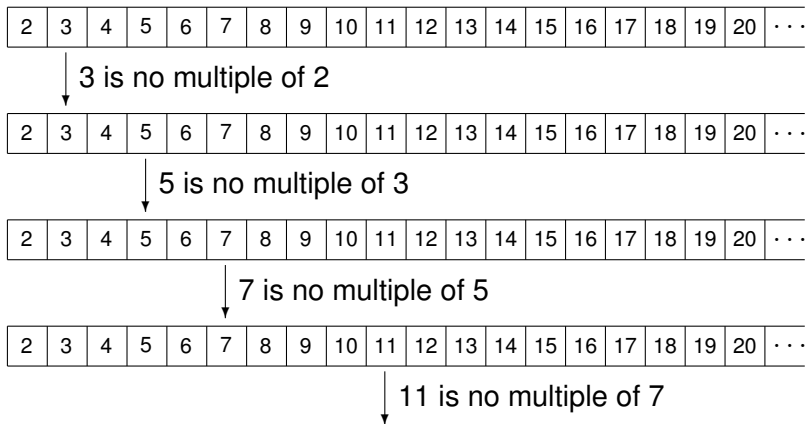 2 3 4 5 6 7 8 9 10 11 12 13 14 15 16 17 18 19 20 ···
3 is no multiple of 2
2 3 4 5 6 7 8 9 10 11 12 13 14 15 16 17 18 19 20 ···
5 is no multiple of 3
2 3 4 5 6 7 8 9 10 11 12 13 14 15 16 17 18 19 20 ···
7 is no multiple of 5
2 3 4 5 6 7 8 9 10 11 12 13 14 15 16 17 18 19 20 ···
11 is no multiple of 7